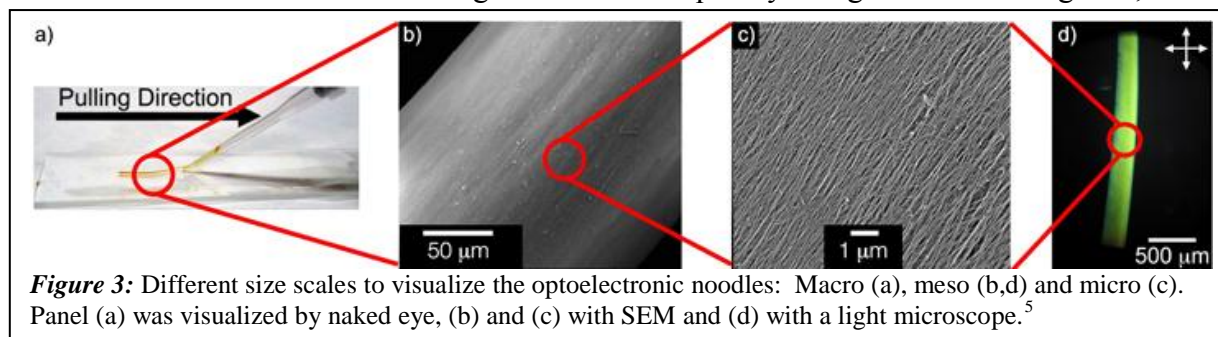 a)
Pulling Direction
b)
50 μm
c)
1 μm
d)
500 μm
Figure 3: Different size scales to visualize the optoelectronic noodles: Macro (a), meso (b,d) and micro (c).
Panel (a) was visualized by naked eye, (b) and (c) with SEM and (d) with a light microscope.5